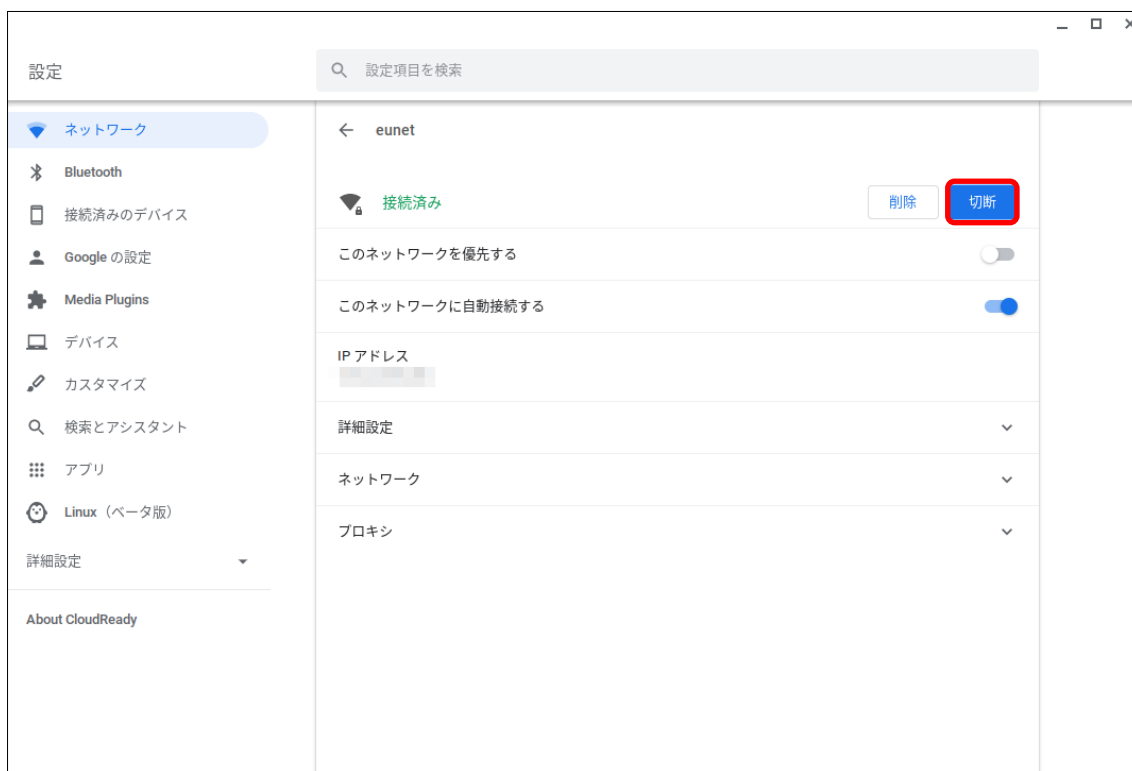 設定
設定項目を検索
ネットワーク
Bluetooth
接続済みのデバイス
Google の設定
Media Plugins
デバイス
カスタマイズ
検索とアシスタント
アプリ
Linux（ベータ版）
詳細設定
About CloudReady
eunet
接続済み
削除
切断
このネットワークを優先する
このネットワークに自動接続する
IP アドレス
詳細設定
ネットワーク
プロキシ